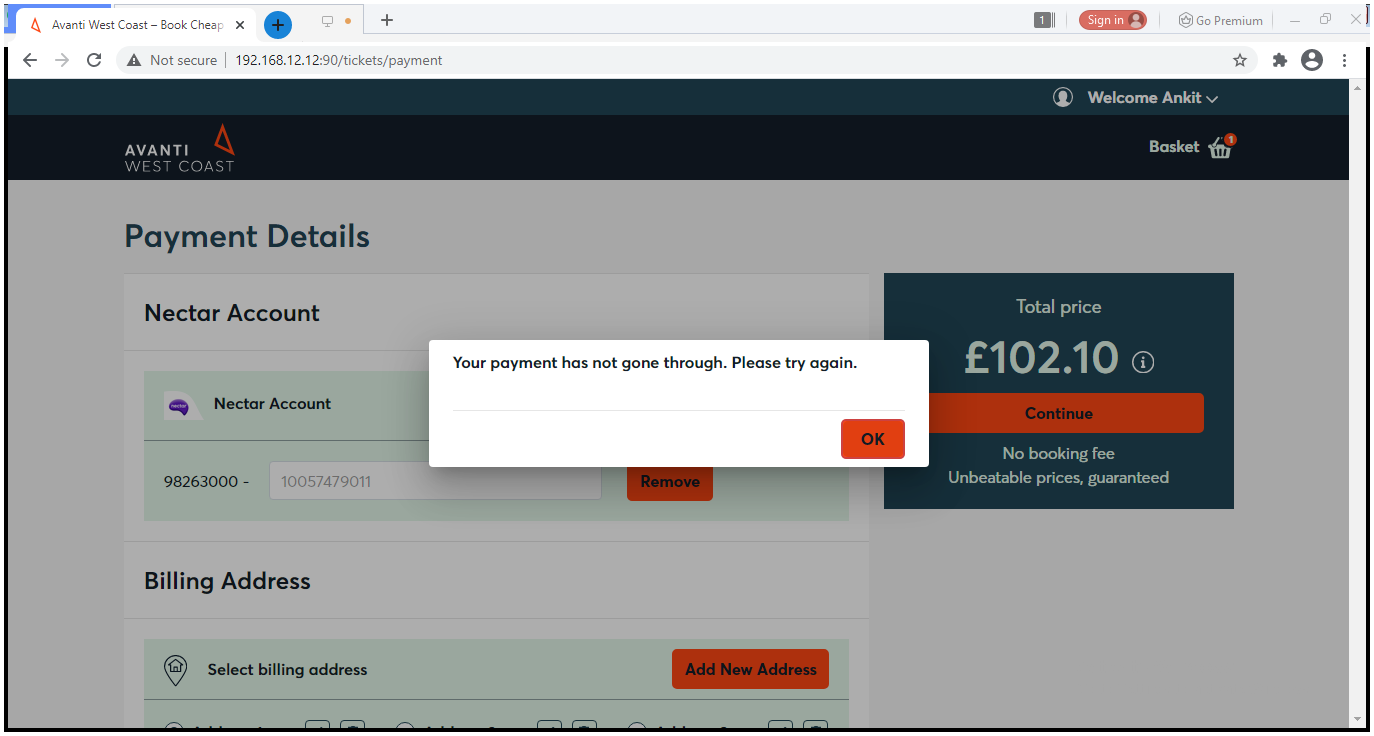 Avanti West Coast – Book Cheap
1
Sign in
Go Premium
Not secure
192.168.12.12:90/tickets/payment
Welcome Ankit
AVANTI
WEST COAST
Basket
1
Payment Details
Nectar Account
Total price
£102.10
Your payment has not gone through. Please try again.
nectar
Nectar Account
Continue
OK
No booking fee
98263000 -
10057479011
Remove
Unbeatable prices, guaranteed
Billing Address
Select billing address
Add New Address